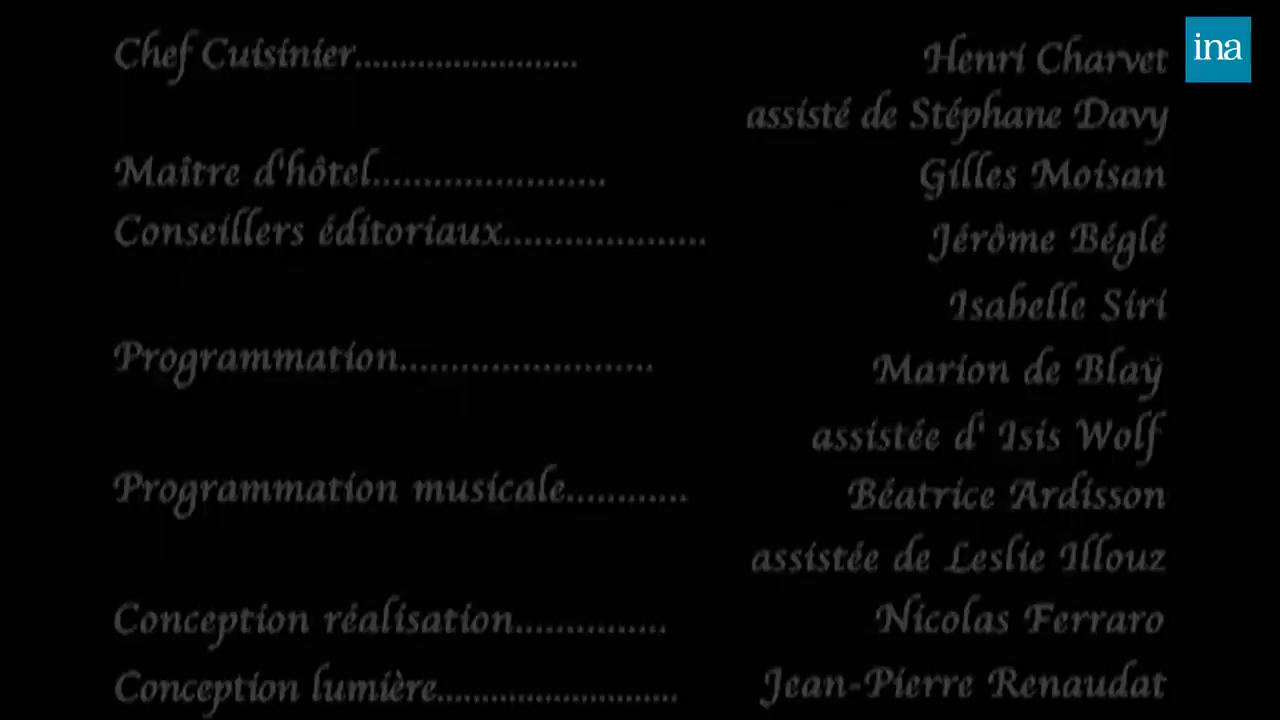 ina
Chef Cuisinier.......................... Henri Charvet
assisté de Stéphane Davy
Maître d'hôtel........................... Gilles Moisan
Conseillers éditoriaux........................ Jérôme Béglé
Isabelle Siri
Programmation.............................. Marion de Blaÿ
assistée d' Isis Wolf
Programmation musicale............ Béatrice Ardisson
assistée de Leslie Illouz
Conception réalisation............... Nicolas Ferraro
Conception lumière........................ Jean-Pierre Renaudat